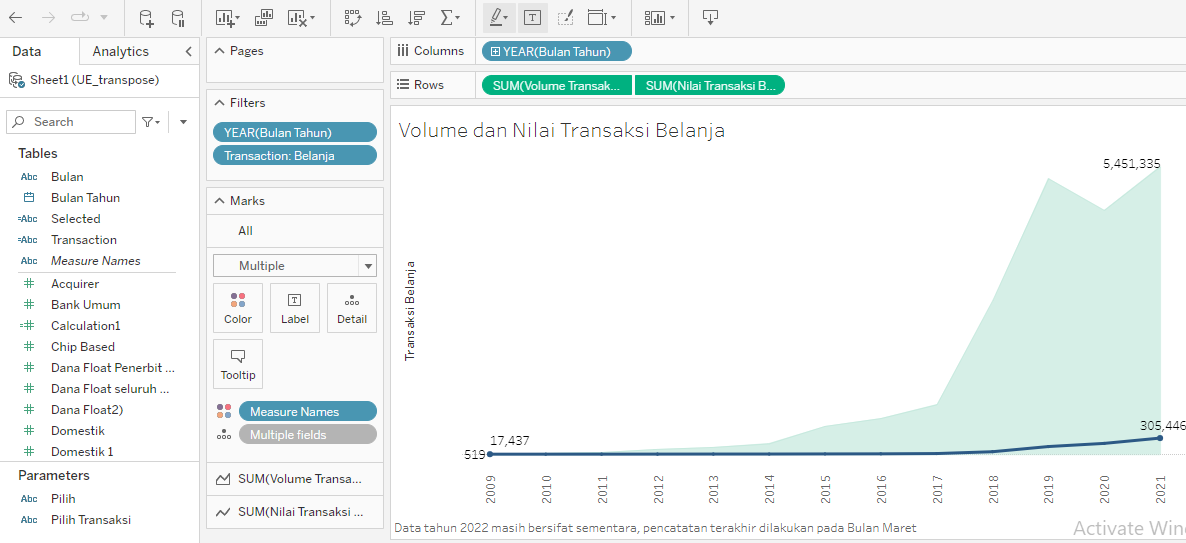 Data
Analytics
Sheet1 (UE_transpose)
Search
Tables
Abc Bulan
Bulan Tahun
=Abc Selected
=Abc Transaction
Abc Measure Names
Acquirer
Bank Umum
Calculation1
Chip Based
Dana Float Penerbit ...
Dana Float seluruh ...
Dana Float2)
Domestik
Domestik 1
Parameters
Abc Pilih
Abc Pilih Transaksi
Pages
Filters
YEAR(Bulan Tahun)
Transaction: Belanja
Marks
All
Multiple
Color
T
Label
Detail
Tooltip
Measure Names
Multiple fields
SUM(Volume Transa...
SUM(Nilai Transaksi ...
T
Columns
YEAR(Bulan Tahun)
Rows
SUM(Volume Transak...
SUM(Nilai Transaksi B...
Volume dan Nilai Transaksi Belanja
Transaksi Belanja
5,451,335
17,437
519
305,446
2009
2010
2011
2012
2013
2014
2015
2016
2017
2018
2019
2020
2021
Data tahun 2022 masih bersifat sementara, pencatatan terakhir dilakukan pada Bulan Maret
Activate Win